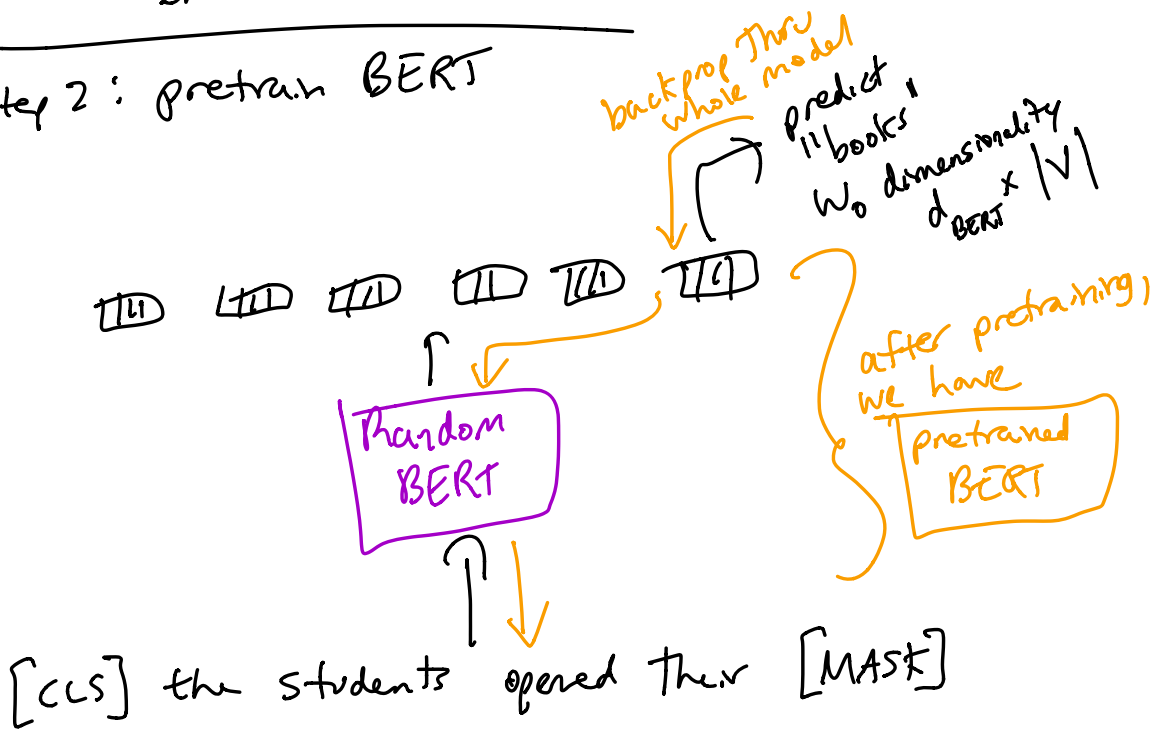 tep 2: pretrain BERT
backprop thru
whole model
predict
"books"
W₀ dimensionality
d_BERT × |V|
after pretraining,
we have
pretrained
BERT
Random
BERT
[CLS] the students opened their [MASK]